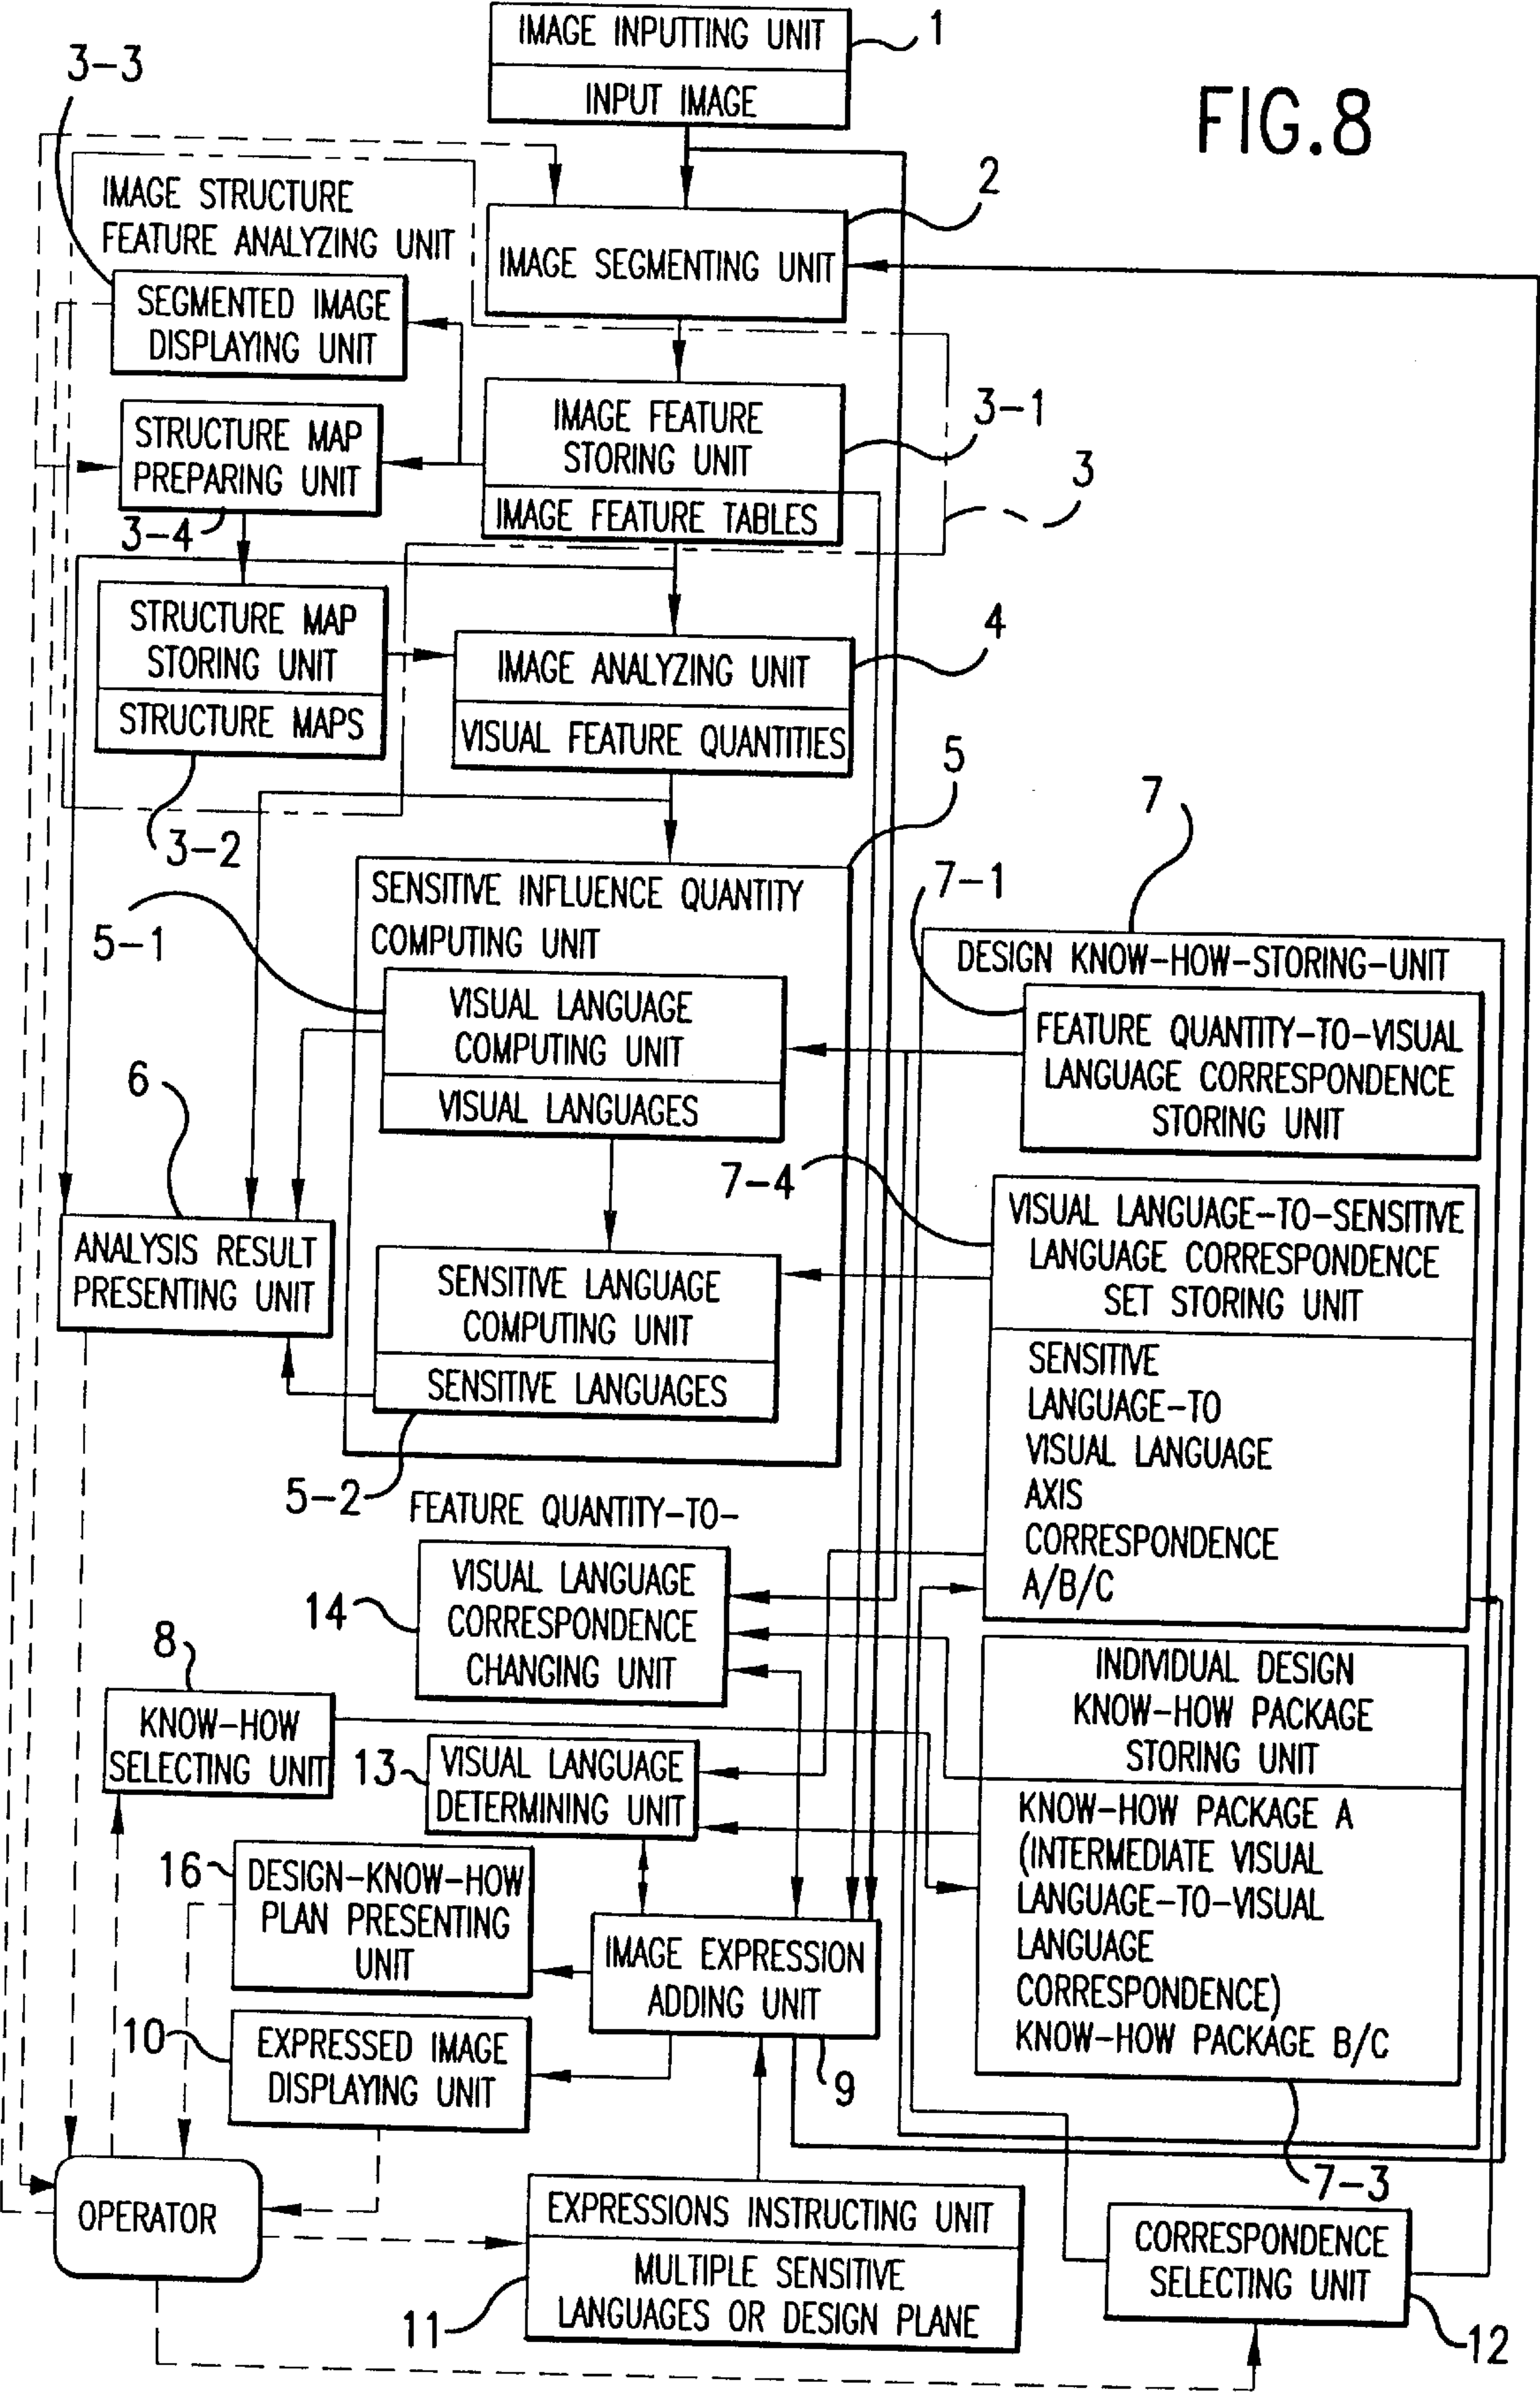 FIG.8
IMAGE INPUTTING UNIT
1
INPUT IMAGE
3-3
2
IMAGE STRUCTURE
FEATURE ANALYZING UNIT
IMAGE SEGMENTING UNIT
SEGMENTED IMAGE
DISPLAYING UNIT
STRUCTURE MAP
PREPARING UNIT
3-4
IMAGE FEATURE
STORING UNIT
IMAGE FEATURE TABLES
3-1
3
STRUCTURE MAP
STORING UNIT
STRUCTURE MAPS
3-2
4
IMAGE ANALYZING UNIT
VISUAL FEATURE QUANTITIES
5
SENSITIVE INFLUENCE QUANTITY
COMPUTING UNIT
5-1
VISUAL LANGUAGE
COMPUTING UNIT
VISUAL LANGUAGES
7
7-1
DESIGN KNOW-HOW-STORING-UNIT
FEATURE QUANTITY-TO-VISUAL
LANGUAGE CORRESPONDENCE
STORING UNIT
6
ANALYSIS RESULT
PRESENTING UNIT
SENSITIVE LANGUAGE
COMPUTING UNIT
SENSITIVE LANGUAGES
5-2
7-4
VISUAL LANGUAGE-TO-SENSITIVE
LANGUAGE CORRESPONDENCE
SET STORING UNIT
SENSITIVE
LANGUAGE-TO
VISUAL LANGUAGE
AXIS
CORRESPONDENCE
A/B/C
FEATURE QUANTITY-TO-
VISUAL LANGUAGE
CORRESPONDENCE
CHANGING UNIT
14
8
KNOW-HOW
SELECTING UNIT
13
VISUAL LANGUAGE
DETERMINING UNIT
INDIVIDUAL DESIGN
KNOW-HOW PACKAGE
STORING UNIT
KNOW-HOW PACKAGE A
(INTERMEDIATE VISUAL
LANGUAGE-TO-VISUAL
LANGUAGE
CORRESPONDENCE)
KNOW-HOW PACKAGE B/C
7-3
16
DESIGN-KNOW-HOW
PLAN PRESENTING
UNIT
IMAGE EXPRESSION
ADDING UNIT
9
10
EXPRESSED IMAGE
DISPLAYING UNIT
OPERATOR
EXPRESSIONS INSTRUCTING UNIT
MULTIPLE SENSITIVE
LANGUAGES OR DESIGN PLANE
11
CORRESPONDENCE
SELECTING UNIT
12